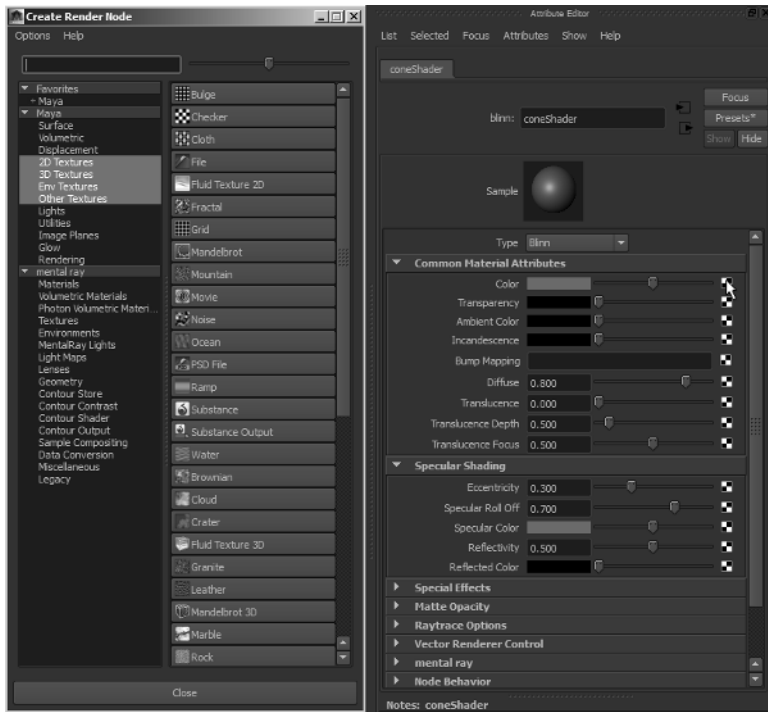 Create Render Node
Options Help
Favorites
+ Maya
Maya
Surface
Volumetric
Displacement
2D Textures
3D Textures
Env Textures
Other Textures
Lights
Utilities
Image Planes
Glow
Rendering
mental ray
Materials
Volumetric Materials
Photon Volumetric Materi...
Textures
Environments
MentalRay Lights
Light Maps
Lenses
Geometry
Contour Store
Contour Contrast
Contour Shader
Contour Output
Sample Compositing
Data Conversion
Miscellaneous
Legacy
Bulge
Checker
Cloth
File
Fluid Texture 2D
Fractal
Grid
Mandelbrot
Mountain
Movie
Noise
Ocean
PSD File
Ramp
Substance
Substance Output
Water
Brownian
Cloud
Crater
Fluid Texture 3D
Granite
Leather
Mandelbrot 3D
Marble
Rock
Close
Attribute Editor
List Selected Focus Attributes Show Help
coneShader
Focus
blinn: coneShader
Presets*
Show Hide
Sample
Type Blinn
Common Material Attributes
Color
Transparency
Ambient Color
Incandescence
Bump Mapping
Diffuse 0.800
Translucence 0.000
Translucence Depth 0.500
Translucence Focus 0.500
Specular Shading
Eccentricity 0.300
Specular Roll Off 0.700
Specular Color
Reflectivity 0.500
Reflected Color
Special Effects
Matte Opacity
Raytrace Options
Vector Renderer Control
mental ray
Node Behavior
Notes: coneShader